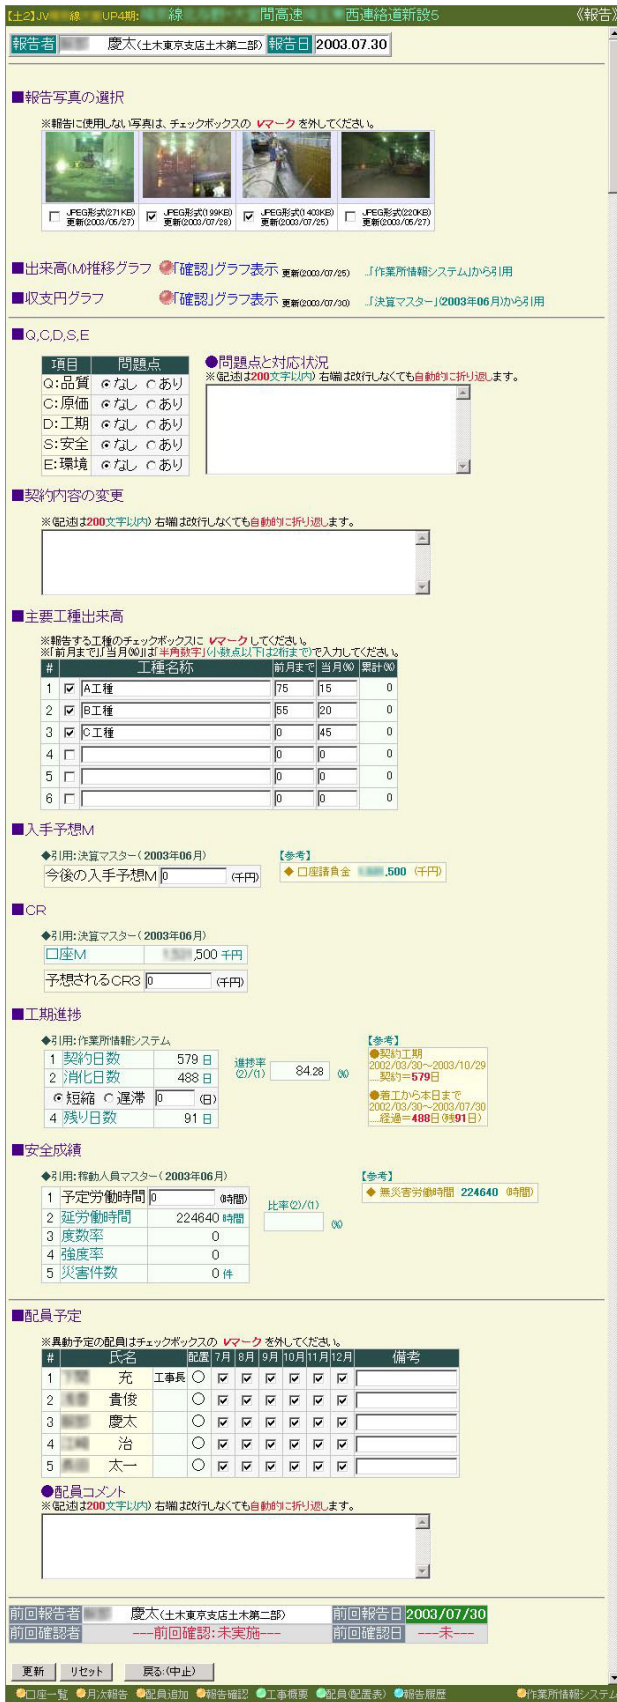 【土2】JV 線 UP4期: 線 間高速 西連絡道新設5 《報告》
報告者 慶太(土木東京支店土木第二部) 報告日 2003.07.30
■報告写真の選択
※報告に使用しない写真は、チェックボックスの Vマーク を外してください。
JPEG形式(271KB) JPEG形式(199KB) JPEG形式(1403KB) JPEG形式(220KB)
更新(2003/05/27) 更新(2003/07/28) 更新(2003/07/25) 更新(2003/05/27)
■出来高(M)推移グラフ 「確認」グラフ表示 更新(2003/07/25) ..「作業所情報システム」から引用
■収支円グラフ 「確認」グラフ表示 更新(2003/07/30) ..「決算マスター」(2003年06月)から引用
■Q,C,D,S,E
項目 問題点 ●問題点と対応状況
※(記述は200文字以内) 右端は改行しなくても自動的に折り返します。
Q:品質 なし あり
C:原価 なし あり
D:工期 なし あり
S:安全 なし あり
E:環境 なし あり
■契約内容の変更
※(記述は200文字以内) 右端は改行しなくても自動的に折り返します。
■主要工種出来高
※報告する工種のチェックボックスに Vマーク してください。
※「前月まで」「当月(%)」は「半角数字」(小数点以下は2桁まで)で入力してください。
# 工種名称 前月まで 当月(%) 累計(%)
1 A工種 75 15 0
2 B工種 55 20 0
3 C工種 0 45 0
4 0 0 0
5 0 0 0
6 0 0 0
■入手予想M
◆引用:決算マスター(2003年06月) 【参考】
今後の入手予想M 0 (千円) ◆ 口座請負金 ,500 (千円)
■CR
◆引用:決算マスター(2003年06月)
口座M ,500 千円
予想されるCR3 0 (千円)
■工期進捗
◆引用:作業所情報システム 【参考】
1 契約日数 579 日
2 消化日数 488 日
短縮 遅滞 0 (日)
4 残り日数 91 日
進捗率
(2)/(1) 84.28 (%)
●契約工期
2002/03/30~2003/10/29
....契約=579日
●着工から本日まで
2002/03/30~2003/07/30
....経過=488日(残91日)
■安全成績
◆引用:稼動人員マスター(2003年06月) 【参考】
1 予定労働時間 0 (時間)
2 延労働時間 224640 時間
3 度数率 0
4 強度率 0
5 災害件数 0 件
比率(2)/(1)
(%)
◆ 無災害労働時間 224640 (時間)
■配員予定
※異動予定の配員はチェックボックスの Vマーク を外してください。
# 氏名 配置 7月 8月 9月 10月 11月 12月 備考
1 充 工事長 ○
2 貴俊 ○
3 慶太 ○
4 治 ○
5 太一 ○
●配員コメント
※(記述は200文字以内) 右端は改行しなくても自動的に折り返します。
前回報告者 慶太(土木東京支店土木第二部) 前回報告日 2003/07/30
前回確認者 ---前回確認:未実施--- 前回確認日 ---未---
更新 リセット 戻る:(中止)
口座一覧 月次報告 配員追加 報告確認 工事概要 配員(配置表) 報告履歴 作業所情報システム